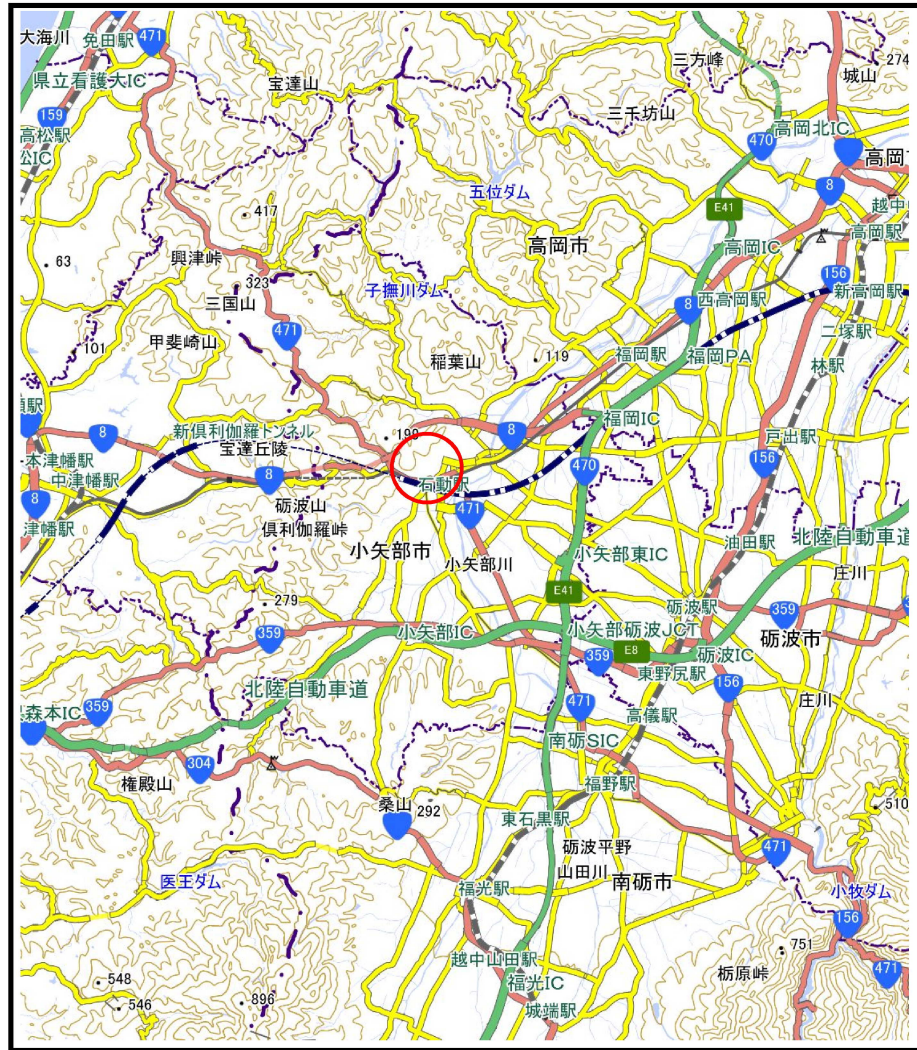 大海川
免田駅
471
県立看護大IC
159
高松駅
松IC
宝達山
三方峰
274
城山
三千坊山
高岡北IC
470
高岡
8
五位ダム
E41
越中
高岡駅
417
高岡市
高岡IC
63
興津峠
323
子撫川ダム
156
新高岡駅
西高岡駅
8
三国山
二塚駅
471
101
甲斐崎山
稲葉山
119
福岡駅
福岡PA
林駅
福岡IC
戸出駅
8
新倶利伽羅トンネル
199
8
宝達丘陵
本津幡駅
中津幡駅
8
石動駅
470
156
8
津幡駅
砺波山
倶利伽羅峠
471
油田駅
北陸自動車道
小矢部市
小矢部川
小矢部東IC
庄川
E41
279
砺波駅
359
359
小矢部IC
小矢部砺波JCT
砺波市
E8
359
砺波IC
北陸自動車道
東野尻駅
156
359
森本IC
471
高儀駅
庄川
南砺SIC
304
権殿山
福野駅
桑山
292
東石黒駅
510
砺波平野
471
医王ダム
山田川
南砺市
福光駅
小牧ダム
156
越中山田駅
751
548
福光IC
栃原峠
471
546
896
城端駅